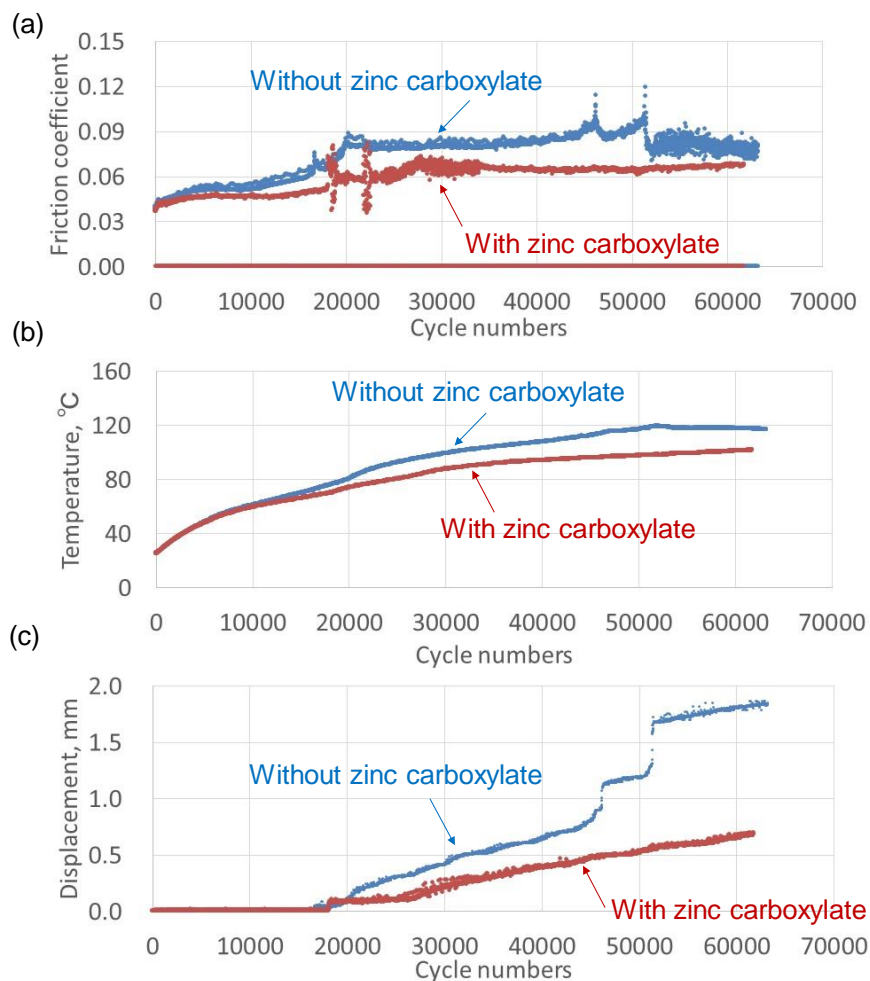 (a)
0.15
0.12
0.09
0.06
0.03
0.00
Friction coefficient
Without zinc carboxylate
With zinc carboxylate
0 10000 20000 30000 40000 50000 60000 70000
Cycle numbers
(b)
160
120
80
40
0
Temperature, °C
Without zinc carboxylate
With zinc carboxylate
0 10000 20000 30000 40000 50000 60000 70000
Cycle numbers
(c)
2.0
1.5
1.0
0.5
0.0
Displacement, mm
Without zinc carboxylate
With zinc carboxylate
0 10000 20000 30000 40000 50000 60000 70000
Cycle numbers